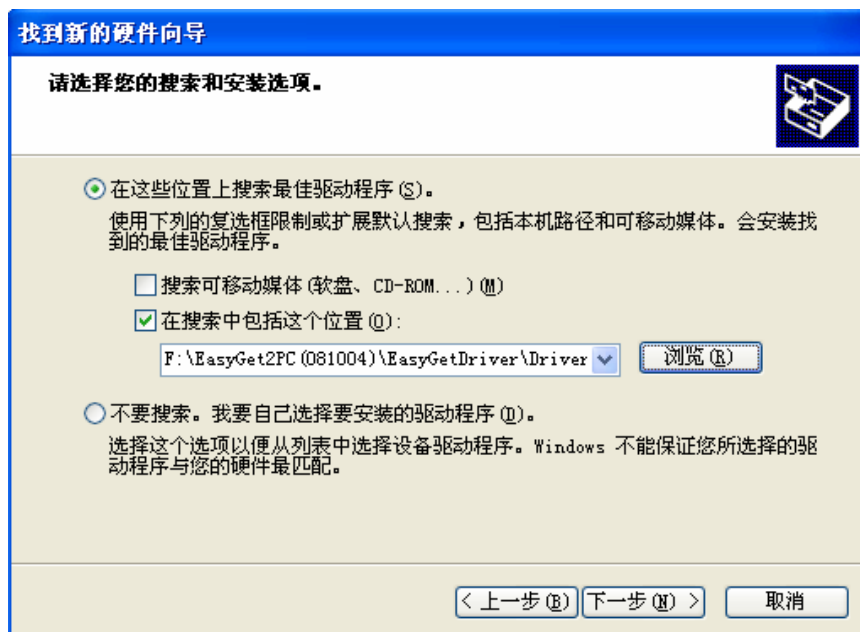 找到新的硬件向导
请选择您的搜索和安装选项。
在这些位置上搜索最佳驱动程序(S)。
使用下列的复选框限制或扩展默认搜索，包括本机路径和可移动媒体。会安装找
到的最佳驱动程序。
搜索可移动媒体(软盘、CD-ROM...)(M)
在搜索中包括这个位置(O):
F:\EasyGet2PC(081004)\EasyGetDriver\Driver
浏览(R)
不要搜索。我要自己选择要安装的驱动程序(D)。
选择这个选项以便从列表中选择设备驱动程序。Windows 不能保证您所选择的驱
动程序与您的硬件最匹配。
< 上一步(B) 下一步(N) > 取消